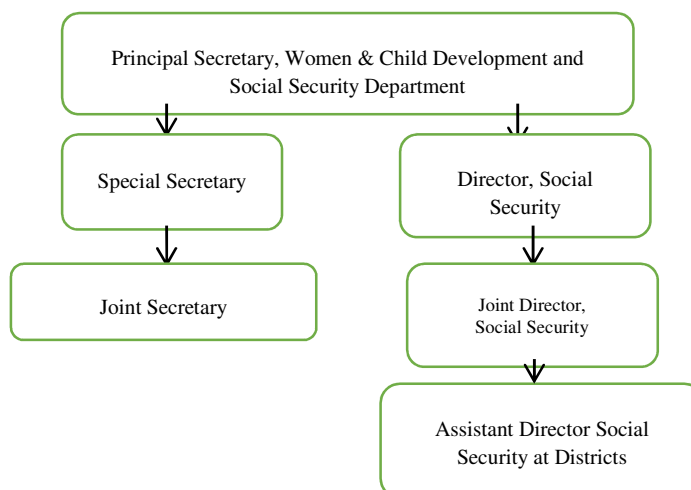 Principal Secretary, Women & Child Development and
Social Security Department
Special Secretary
Director, Social
Security
Joint Secretary
Joint Director,
Social Security
Assistant Director Social
Security at Districts